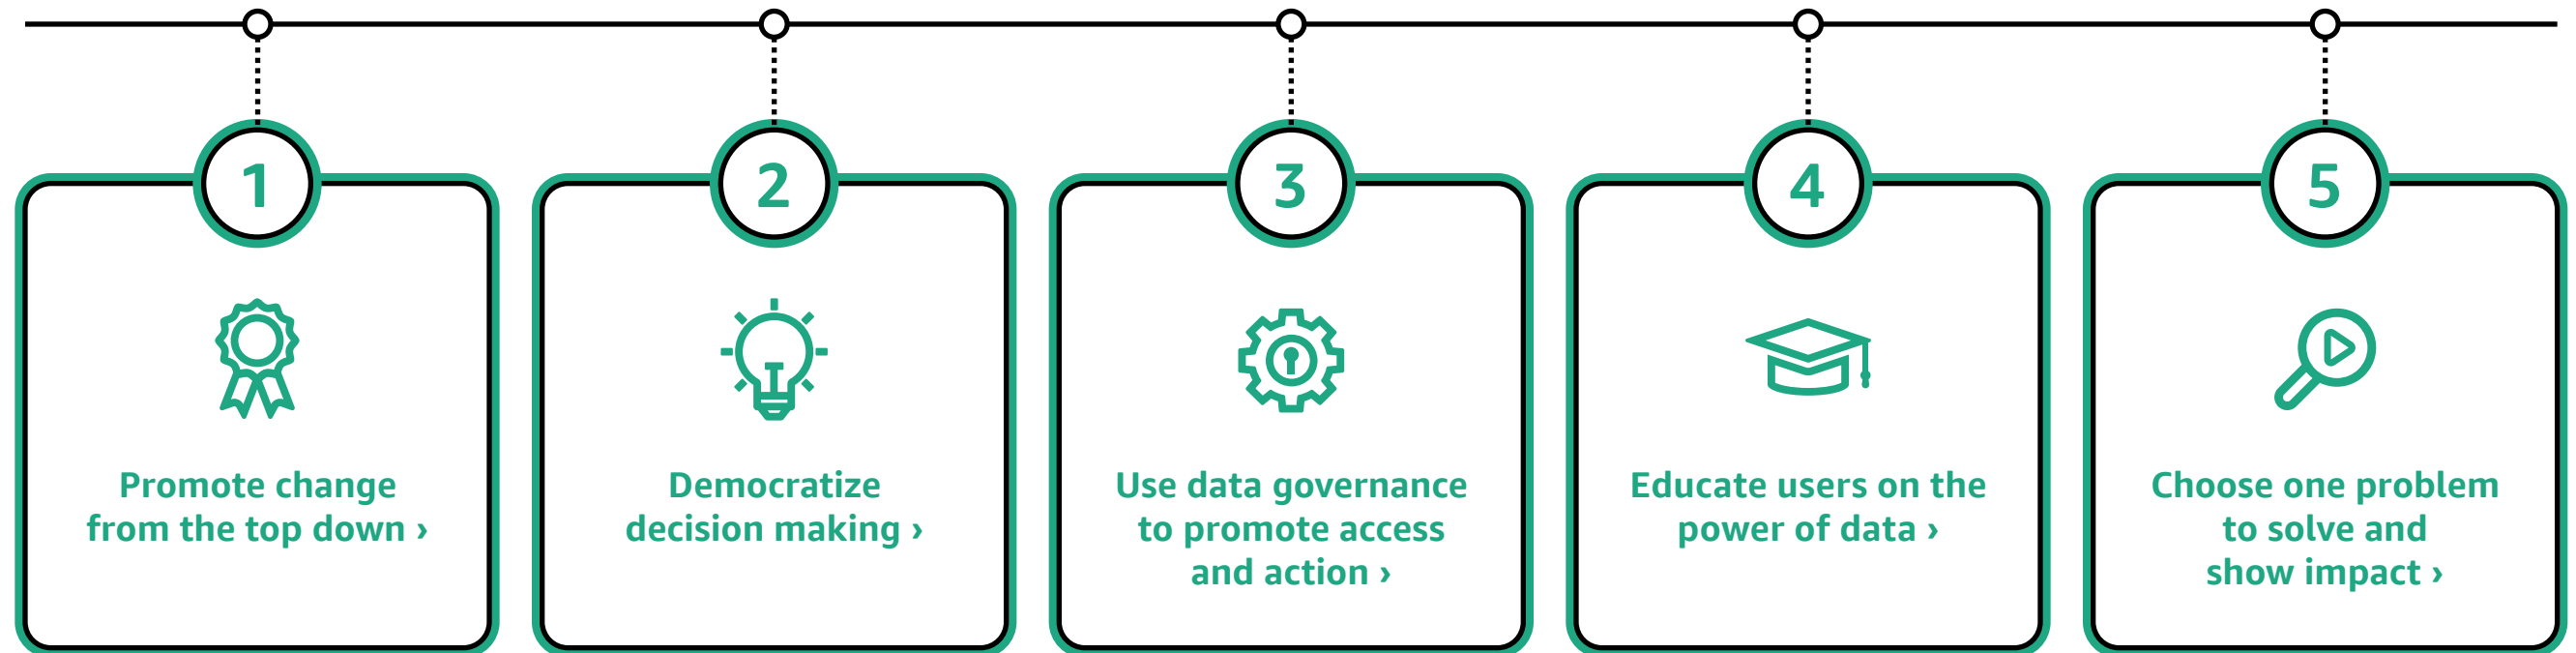 1
Promote change
from the top down ›
2
Democratize
decision making ›
3
Use data governance
to promote access
and action ›
4
Educate users on the
power of data ›
5
Choose one problem
to solve and
show impact ›